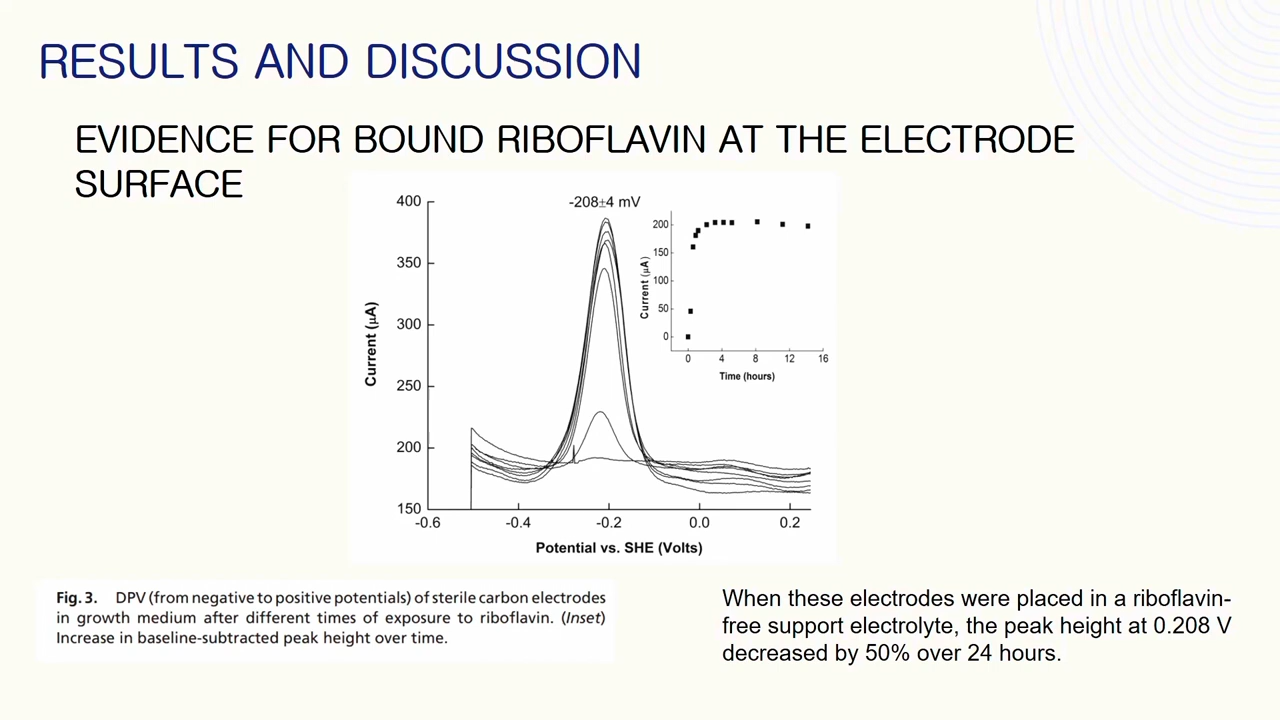 RESULTS AND DISCUSSION
EVIDENCE FOR BOUND RIBOFLAVIN AT THE ELECTRODE
SURFACE
-208±4 mV
400
350
300
250
200
150
Current (µA)
-0.6 -0.4 -0.2 0.0 0.2
Potential vs. SHE (Volts)
200
150
100
50
0
Current (µA)
0 4 8 12 16
Time (hours)
Fig. 3. DPV (from negative to positive potentials) of sterile carbon electrodes
in growth medium after different times of exposure to riboflavin. (Inset)
Increase in baseline-subtracted peak height over time.
When these electrodes were placed in a riboflavin-
free support electrolyte, the peak height at 0.208 V
decreased by 50% over 24 hours.